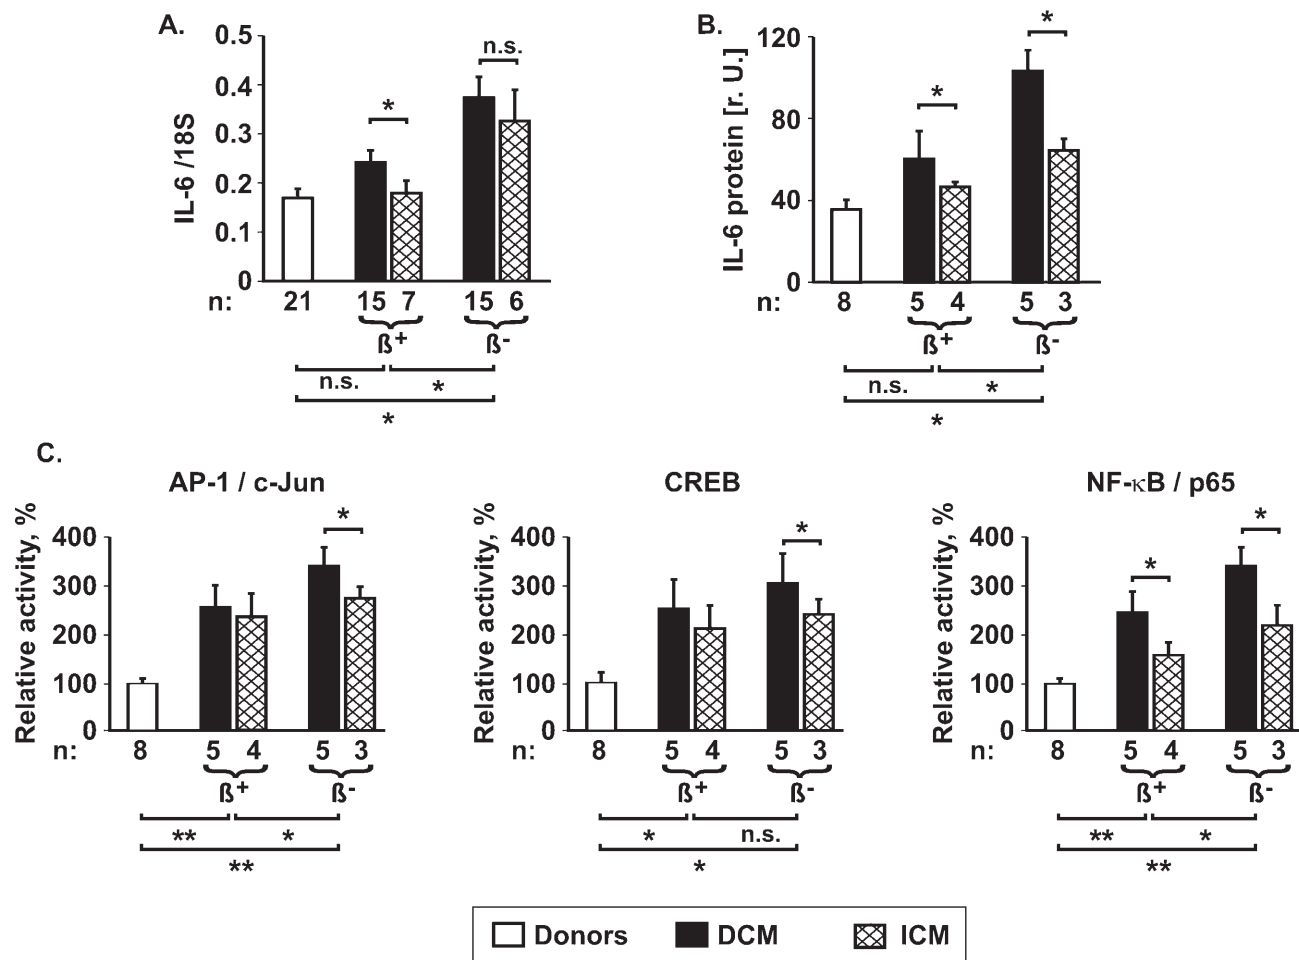 A.
0.5
0.4
0.3
0.2
0.1
0
IL-6 /18S
*
n.s.
n: 21 15 7 15 6
ß+ ß-
n.s. *
*
B.
120
80
40
0
IL-6 protein [r. U.]
*
*
n: 8 5 4 5 3
ß+ ß-
n.s. *
*
C.
AP-1 / c-Jun
Relative activity, %
400
300
200
100
0
*
n: 8 5 4 5 3
ß+ ß-
** *
**
CREB
Relative activity, %
400
300
200
100
0
*
n: 8 5 4 5 3
ß+ ß-
* n.s.
*
NF-κB / p65
Relative activity, %
400
300
200
100
0
*
*
n: 8 5 4 5 3
ß+ ß-
** *
**
Donors DCM ICM